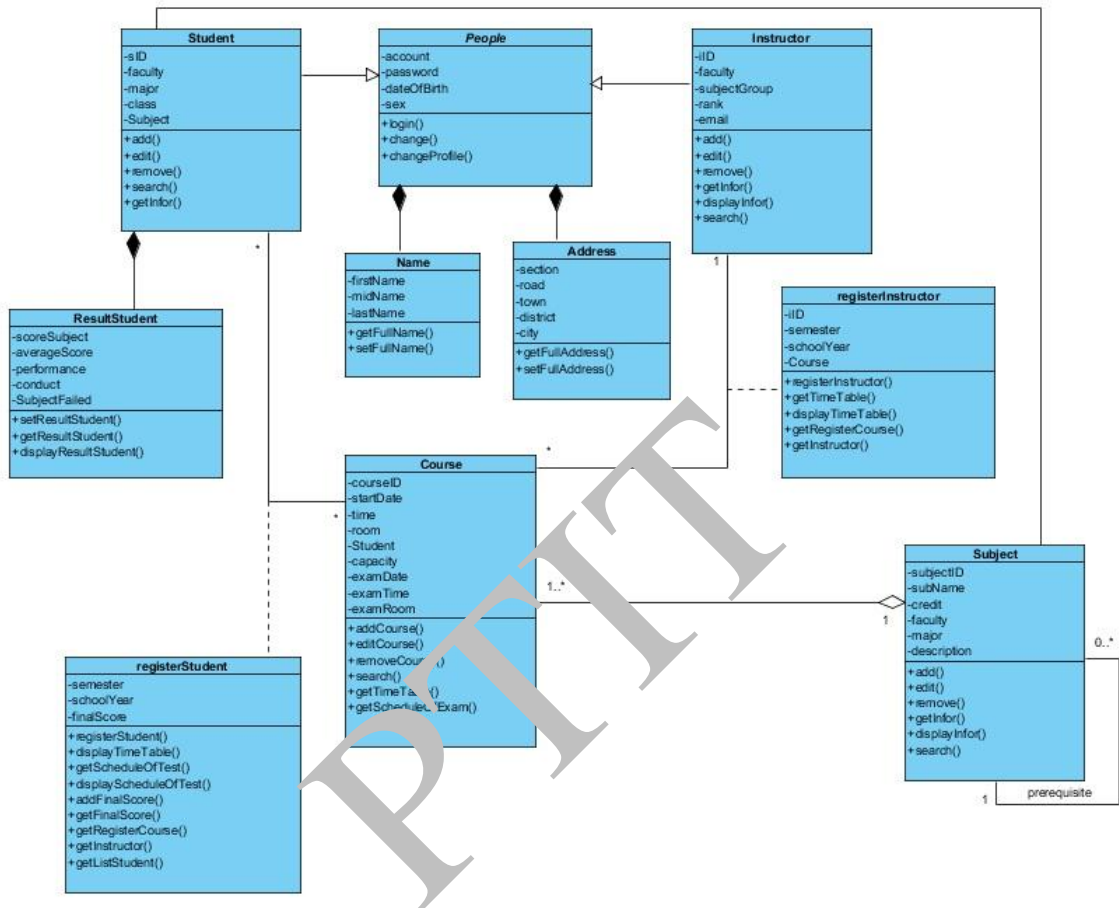 Student
-sID
-faculty
-major
-class
-Subject
+add()
+edit()
+remove()
+search()
+getInfor()
People
-account
-password
-dateOfBirth
-sex
+login()
+change()
+changeProfile()
Instructor
-iID
-faculty
-subjectGroup
-rank
-email
+add()
+edit()
+remove()
+getInfor()
+displayInfor()
+search()
*
1
Name
-firstName
-midName
-lastName
+getFullName()
+setFullName()
Address
-section
-road
-town
-district
-city
+getFullAddress()
+setFullAddress()
registerInstructor
-iID
-semester
-schoolYear
-Course
+registerInstructor()
+getTimeTable()
+displayTimeTable()
+getRegisterCourse()
+getInstructor()
ResultStudent
-scoreSubject
-averageScore
-performance
-conduct
-SubjectFailed
+setResultStudent()
+getResultStudent()
+displayResultStudent()
*
*
Course
-courseID
-startDate
-time
-room
-Student
-capacity
-examDate
-examTime
-examRoom
+addCourse()
+editCourse()
+removeCourse()
+search()
+getTimeTable()
+getScheduleOfExam()
1..*
1
Subject
-subjectID
-subName
-credit
-faculty
-major
-description
+add()
+edit()
+remove()
+getInfor()
+displayInfor()
+search()
0..*
1
prerequisite
registerStudent
-semester
-schoolYear
-finalScore
+registerStudent()
+displayTimeTable()
+getScheduleOfTest()
+displayScheduleOfTest()
+addFinalScore()
+getFinalScore()
+getRegisterCourse()
+getInstructor()
+getListStudent()
PTIT